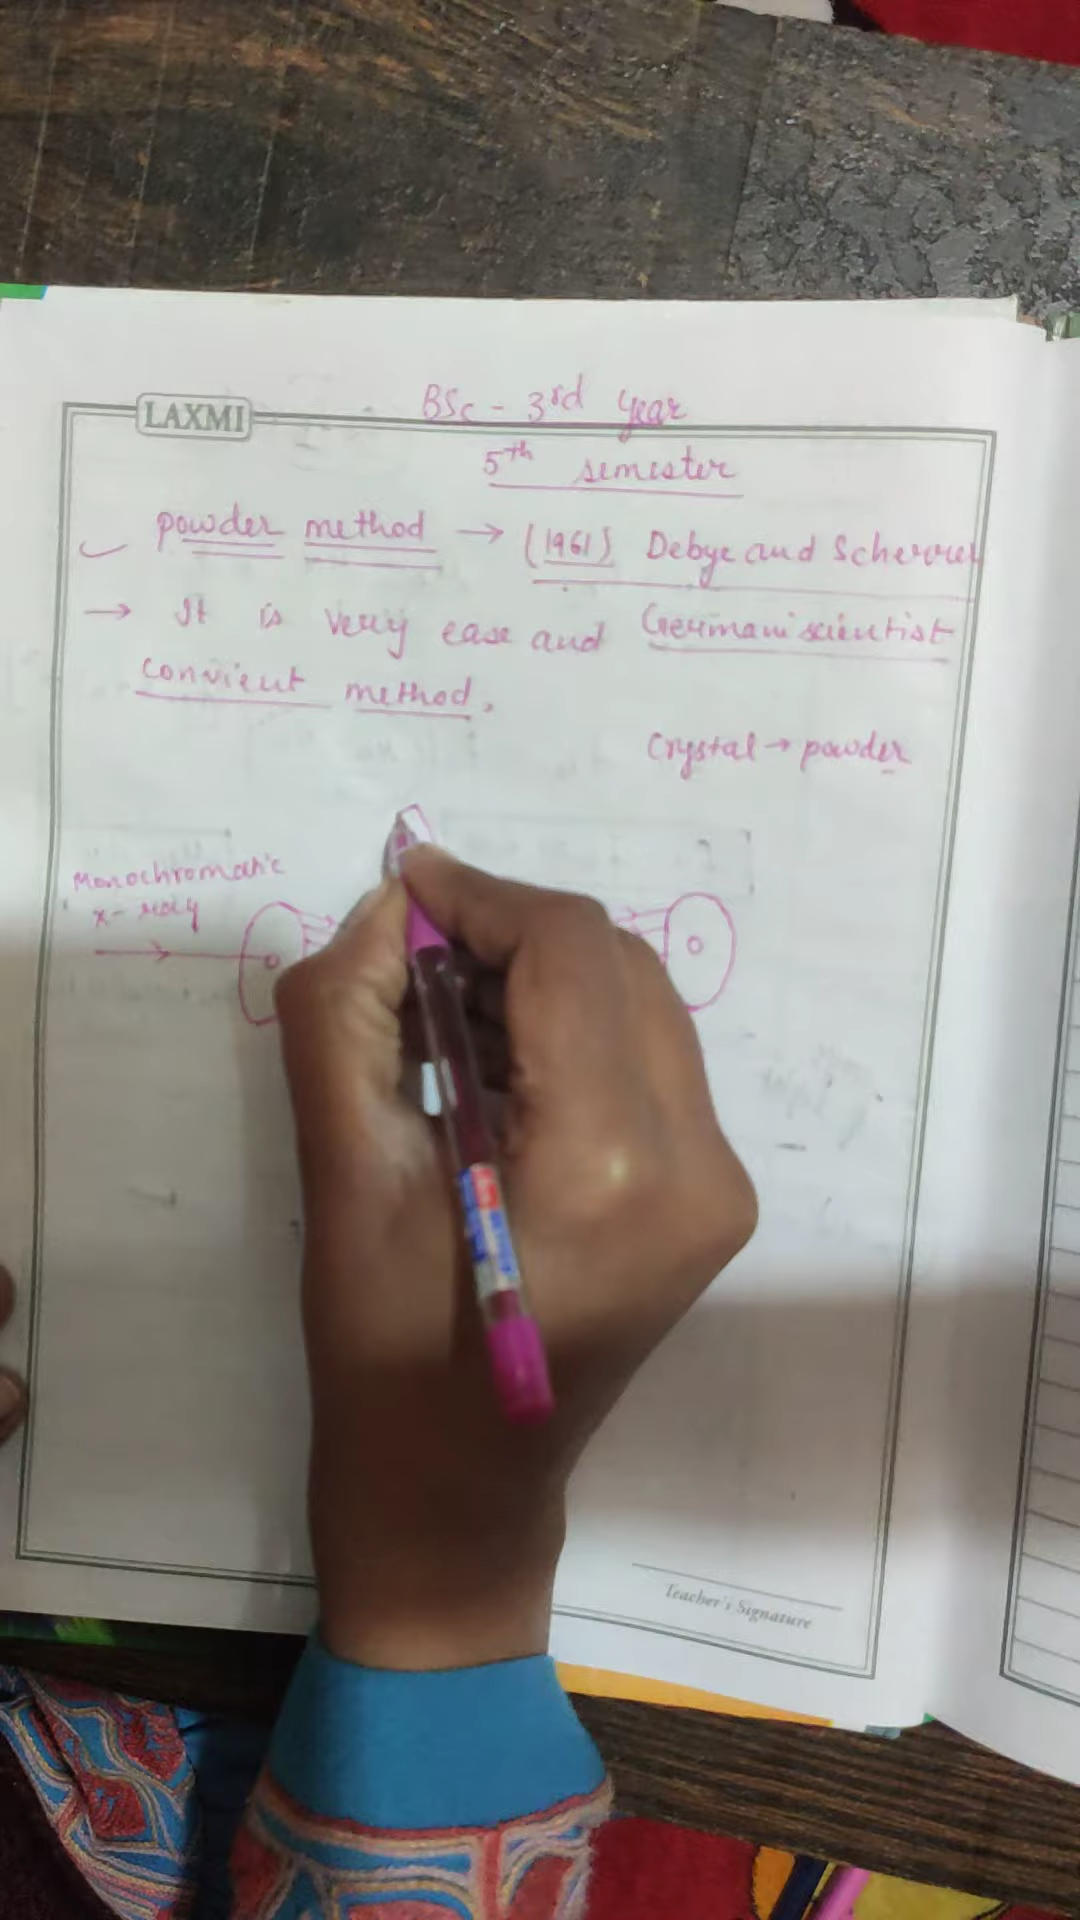 BSc - 3rd year
LAXMI
5th semester
powder method → (1961) Debye and Scherrer
→ It is very ease and Germani scientist
convient method.
Crystal → powder
Monochromatic
x-ray
Teacher's Signature